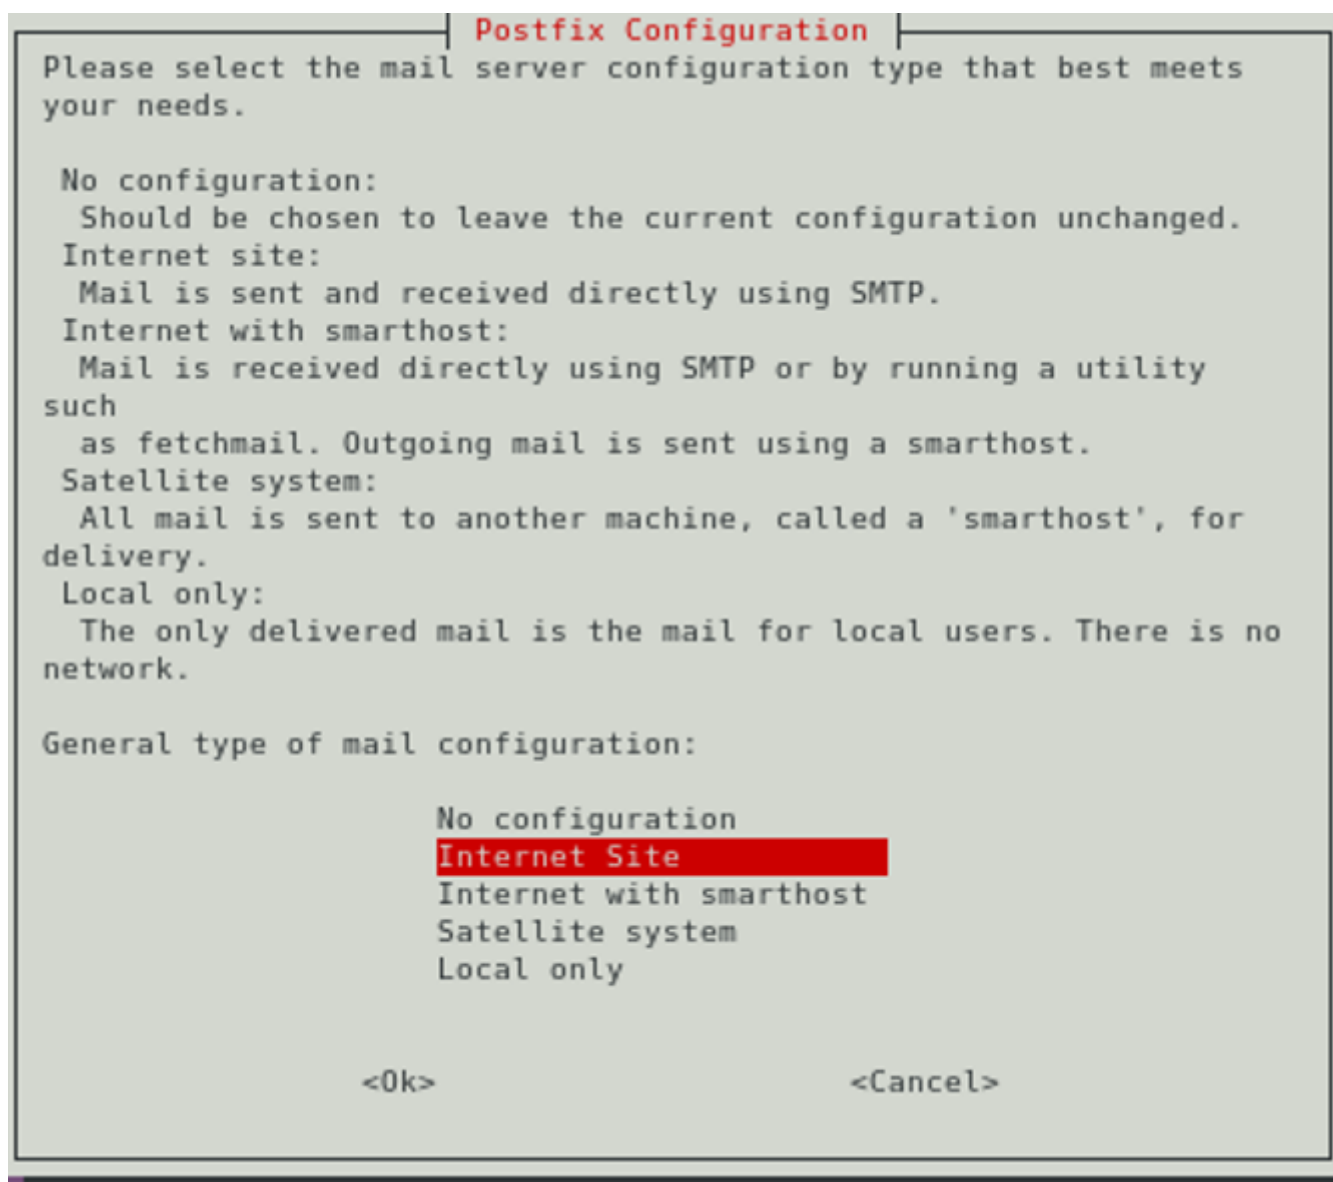 Postfix Configuration
Please select the mail server configuration type that best meets
your needs.
No configuration:
Should be chosen to leave the current configuration unchanged.
Internet site:
Mail is sent and received directly using SMTP.
Internet with smarthost:
Mail is received directly using SMTP or by running a utility
such
as fetchmail. Outgoing mail is sent using a smarthost.
Satellite system:
All mail is sent to another machine, called a 'smarthost', for
delivery.
Local only:
The only delivered mail is the mail for local users. There is no
network.
General type of mail configuration:
No configuration
Internet Site
Internet with smarthost
Satellite system
Local only
<Ok> <Cancel>